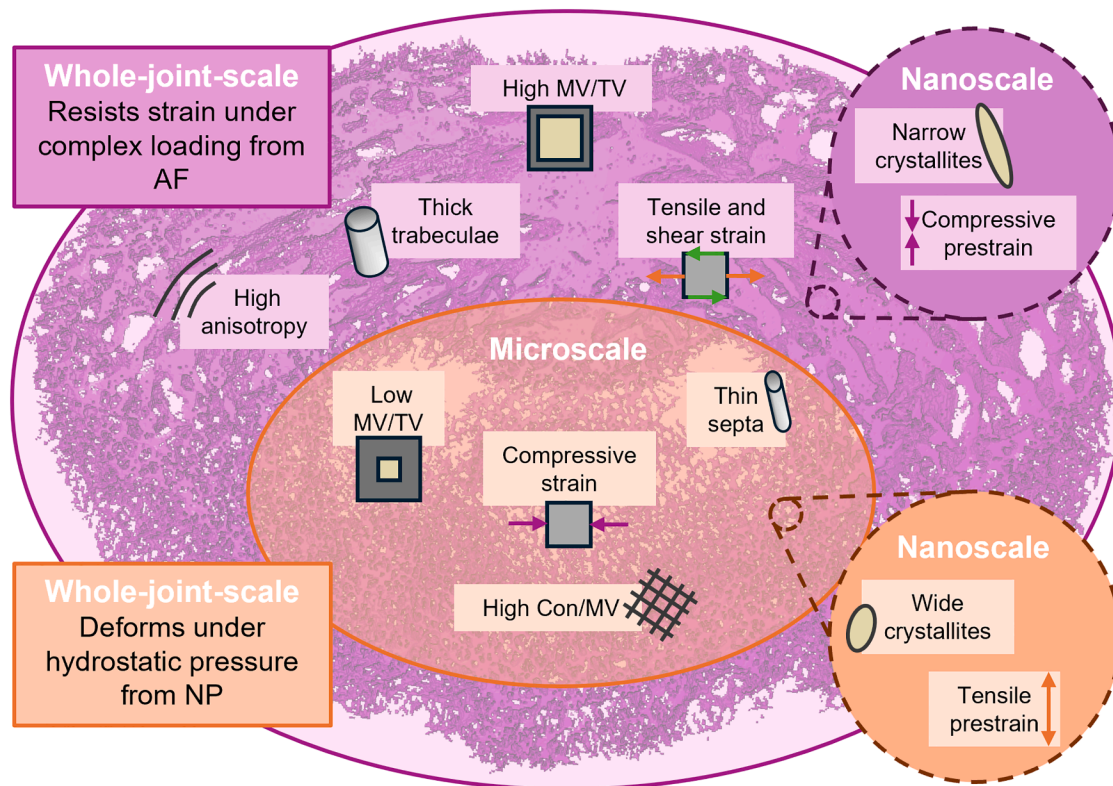 Whole-joint-scale
Resists strain under
complex loading from
AF
High MV/TV
Nanoscale
Narrow
crystallites
Compressive
prestrain
Thick
trabeculae
Tensile and
shear strain
High
anisotropy
Microscale
Low
MV/TV
Thin
septa
Compressive
strain
High Con/MV
Whole-joint-scale
Deforms under
hydrostatic pressure
from NP
Nanoscale
Wide
crystallites
Tensile
prestrain